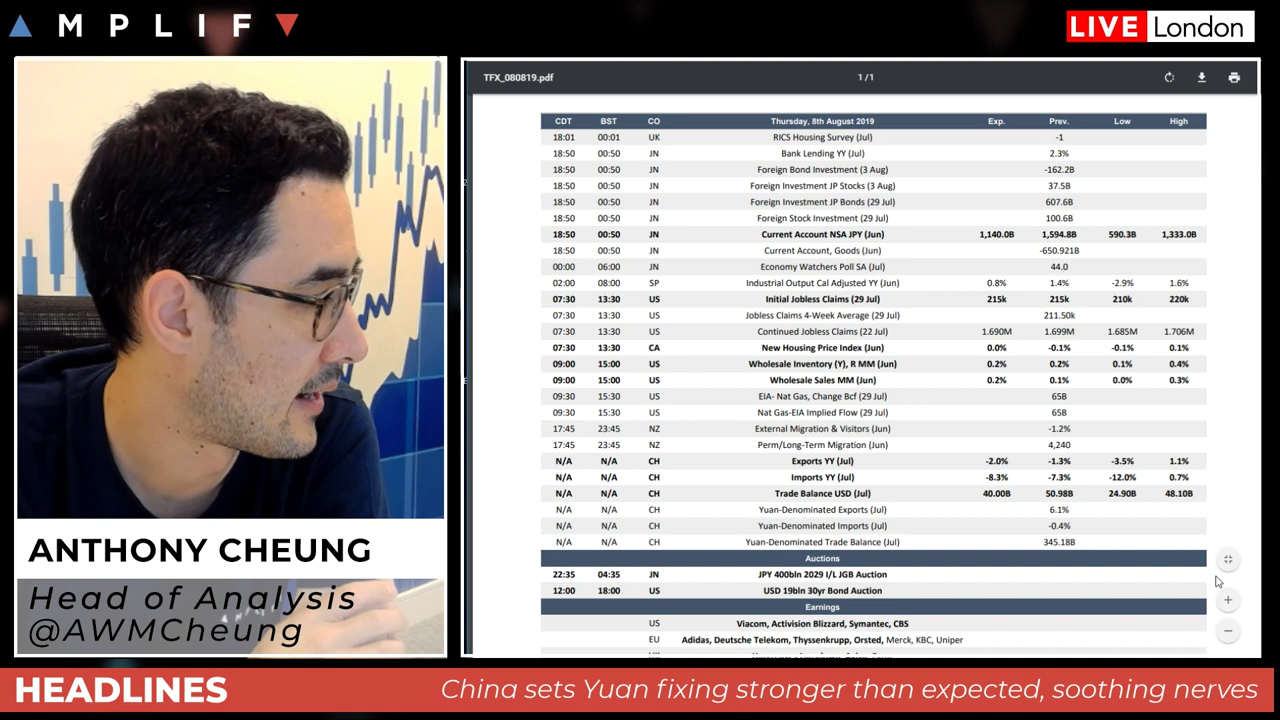 AMPLIFY
LIVE London
TFX_080819.pdf 1 / 1
CDT BST CO Thursday, 8th August 2019 Exp. Prev. Low High
18:01 00:01 UK RICS Housing Survey (Jul) -1
18:50 00:50 JN Bank Lending YY (Jul) 2.3%
18:50 00:50 JN Foreign Bond Investment (3 Aug) -162.2B
18:50 00:50 JN Foreign Investment JP Stocks (3 Aug) 37.5B
18:50 00:50 JN Foreign Investment JP Bonds (29 Jul) 607.6B
18:50 00:50 JN Foreign Stock Investment (29 Jul) 100.6B
18:50 00:50 JN Current Account NSA JPY (Jun) 1,140.0B 1,594.8B 590.3B 1,333.0B
18:50 00:50 JN Current Account, Goods (Jun) -650.921B
00:00 06:00 JN Economy Watchers Poll SA (Jul) 44.0
02:00 08:00 SP Industrial Output Cal Adjusted YY (Jun) 0.8% 1.4% -2.9% 1.6%
07:30 13:30 US Initial Jobless Claims (29 Jul) 215k 215k 210k 220k
07:30 13:30 US Jobless Claims 4-Week Average (29 Jul) 211.50k
07:30 13:30 US Continued Jobless Claims (22 Jul) 1.690M 1.699M 1.685M 1.706M
07:30 13:30 CA New Housing Price Index (Jun) 0.0% -0.1% -0.1% 0.1%
09:00 15:00 US Wholesale Inventory (Y), R MM (Jun) 0.2% 0.2% 0.1% 0.4%
09:00 15:00 US Wholesale Sales MM (Jun) 0.2% 0.1% 0.0% 0.3%
09:30 15:30 US EIA- Nat Gas, Change Bcf (29 Jul) 65B
09:30 15:30 US Nat Gas-EIA Implied Flow (29 Jul) 65B
17:45 23:45 NZ External Migration & Visitors (Jun) -1.2%
17:45 23:45 NZ Perm/Long-Term Migration (Jun) 4,240
N/A N/A CH Exports YY (Jul) -2.0% -1.3% -3.5% 1.1%
N/A N/A CH Imports YY (Jul) -8.3% -7.3% -12.0% 0.7%
N/A N/A CH Trade Balance USD (Jul) 40.00B 50.98B 24.90B 48.10B
N/A N/A CH Yuan-Denominated Exports (Jul) 6.1%
N/A N/A CH Yuan-Denominated Imports (Jul) -0.4%
N/A N/A CH Yuan-Denominated Trade Balance (Jul) 345.18B
Auctions
22:35 04:35 JN JPY 400bln 2029 I/L JGB Auction
12:00 18:00 US USD 19bln 30yr Bond Auction
Earnings
US Viacom, Activision Blizzard, Symantec, CBS
EU Adidas, Deutsche Telekom, Thyssenkrupp, Orsted, Merck, KBC, Uniper
ANTHONY CHEUNG
Head of Analysis
@AWMCheung
HEADLINES China sets Yuan fixing stronger than expected, soothing nerves